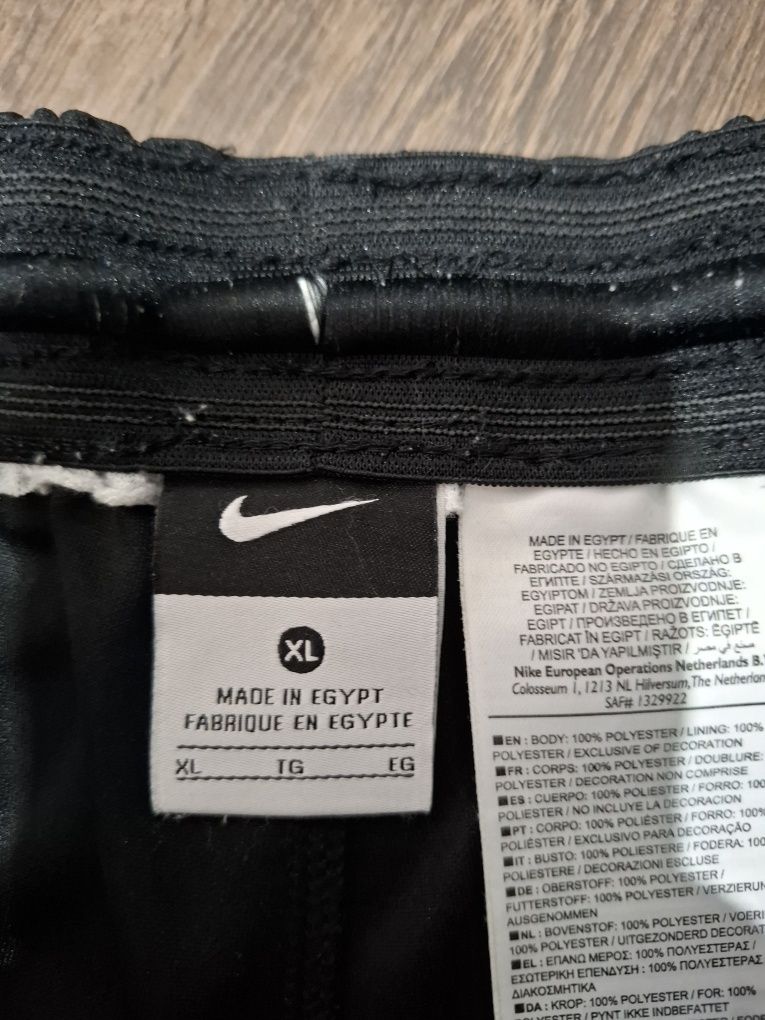 XL
MADE IN EGYPT
FABRIQUE EN EGYPTE
XL TG EG
MADE IN EGYPT / FABRIQUE EN
EGYPTE / HECHO EN EGIPTO /
FABRICADO NO EGIPTO / СДЕЛАНО В
ЕГИПТЕ / SZÁRMAZÁSI ORSZÁG:
EGYIPTOM / ZEMLJA PROIZVODNJE:
EGIPAT / DRŽAVA PROIZVODNJE:
EGIPT / ПРОИЗВЕДЕНО В ЕГИПЕТ /
FABRICAT ÎN EGIPT / RAŽOTS: ĒĢIPTĒ
/ MISIR 'DA YAPILMIŞTIR / صنع في مصر
Nike European Operations Netherlands B.V
Colosseum 1, 1213 NL Hilversum, The Netherlan
SAF# 1329922
EN : BODY: 100% POLYESTER / LINING: 100%
POLYESTER / EXCLUSIVE OF DECORATION
FR : CORPS: 100% POLYESTER / DOUBLURE:
POLYESTER / DECORATION NON COMPRISE
ES : CUERPO: 100% POLIESTER / FORRO: 100
POLIESTER / NO INCLUYE LA DECORACION
PT : CORPO: 100% POLIÉSTER / FORRO: 100%
POLIÉSTER / EXCLUSIVO PARA DECORAÇÃO
IT : BUSTO: 100% POLIESTERE / FODERA: 100
POLIESTERE / DECORAZIONI ESCLUSE
DE : OBERSTOFF: 100% POLYESTER /
FUTTERSTOFF: 100% POLYESTER / VERZIERUN
AUSGENOMMEN
NL : BOVENSTOF: 100% POLYESTER / VOERI
100% POLYESTER / UITGEZONDERD DECORAT
EL : ΕΠΑΝΩ ΜΕΡΟΣ: 100% ΠΟΛΥΕΣΤΕΡΑΣ /
ΕΣΩΤΕΡΙΚΗ ΕΠΕΝΔΥΣΗ : 100% ΠΟΛΥΕΣΤΕΡΑΣ
ΔΙΑΚΟΣΜΗΤΙΚΑ
DA : KROP: 100% POLYESTER / FOR: 100%
POLYESTER / PYNT IKKE INDBEFATTET